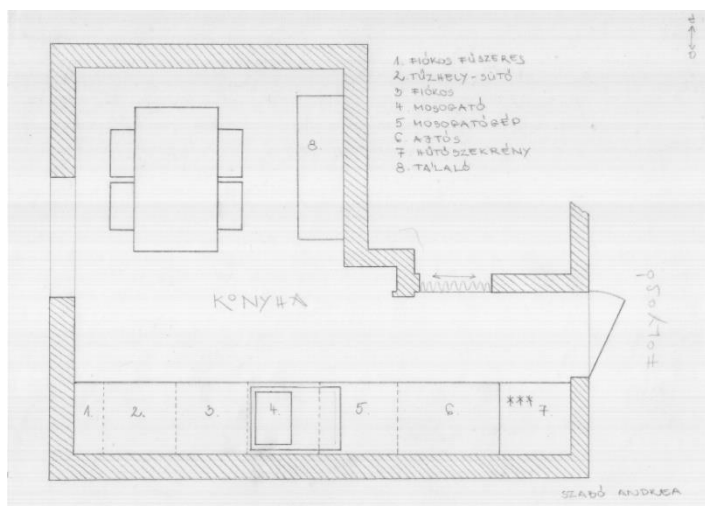 1. FIÓKOS FŰSZERES
2. TŰZHELY-SÜTŐ
3 FIÓKOS
4 MOSOGATÓ
5 MOSOGATÓGÉP
6 AJTÓS
7 HŰTŐSZEKRÉNY
8. TÁLALÓ
8.
KONYHA
FOLYOSÓ
1.
2.
3.
4.
5.
6.
*** 7
SZABÓ ANDREA